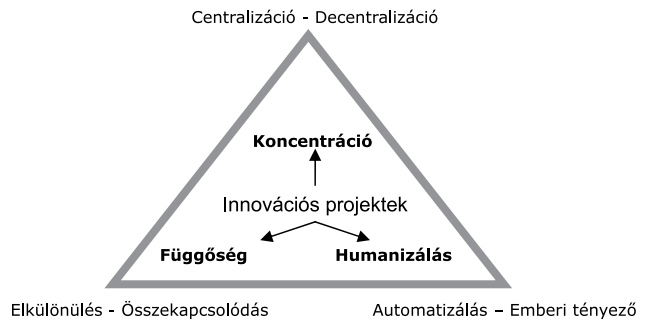 Centralizáció - Decentralizáció
Koncentráció
Innovációs projektek
Függőség
Humanizálás
Elkülönülés - Összekapcsolódás
Automatizálás – Emberi tényező